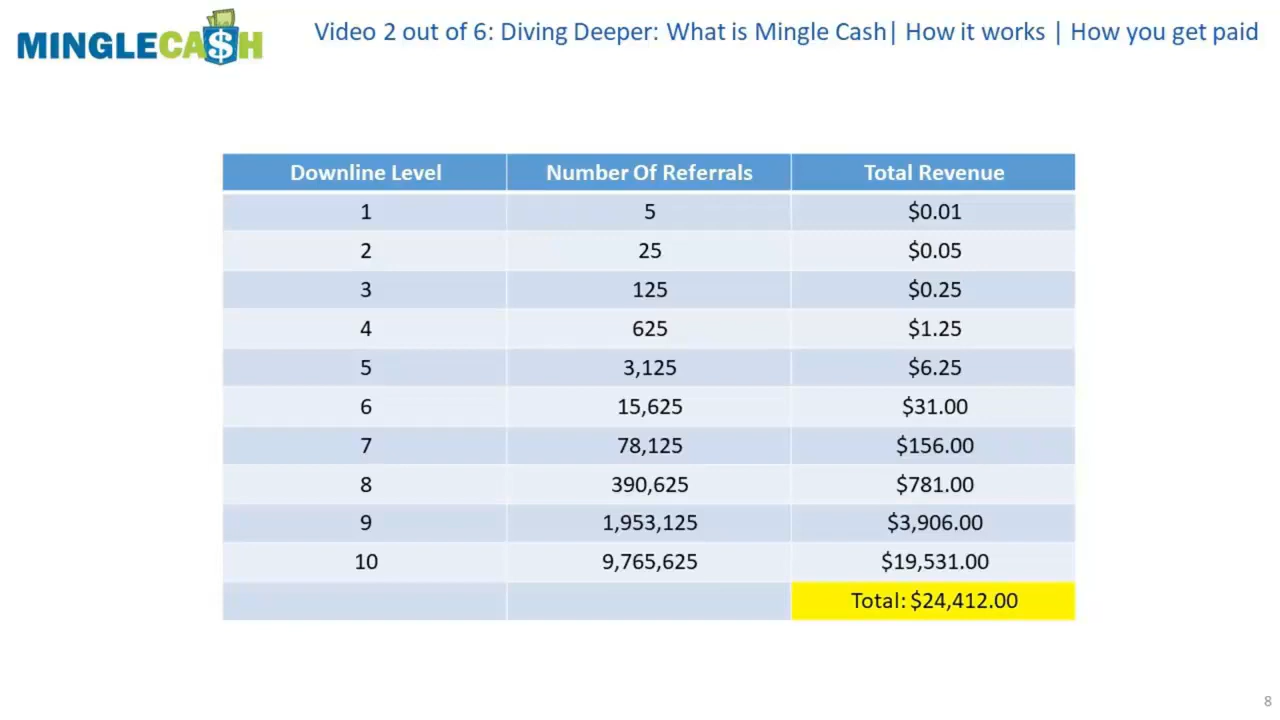 MINGLECA$H
Video 2 out of 6: Diving Deeper: What is Mingle Cash| How it works | How you get paid
Downline Level Number Of Referrals Total Revenue
1 5 $0.01
2 25 $0.05
3 125 $0.25
4 625 $1.25
5 3,125 $6.25
6 15,625 $31.00
7 78,125 $156.00
8 390,625 $781.00
9 1,953,125 $3,906.00
10 9,765,625 $19,531.00
Total: $24,412.00
8